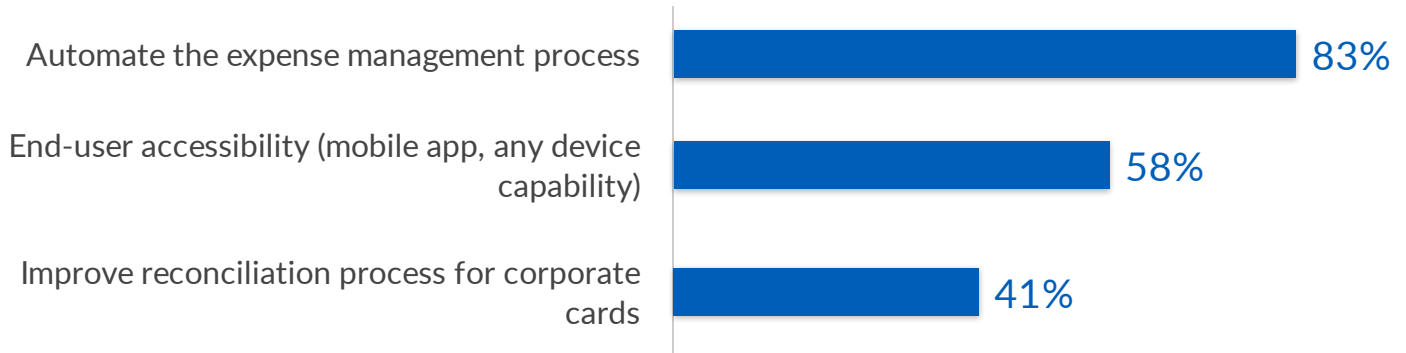 Automate the expense management process
83%
End-user accessibility (mobile app, any device
capability)
58%
Improve reconciliation process for corporate
cards
41%